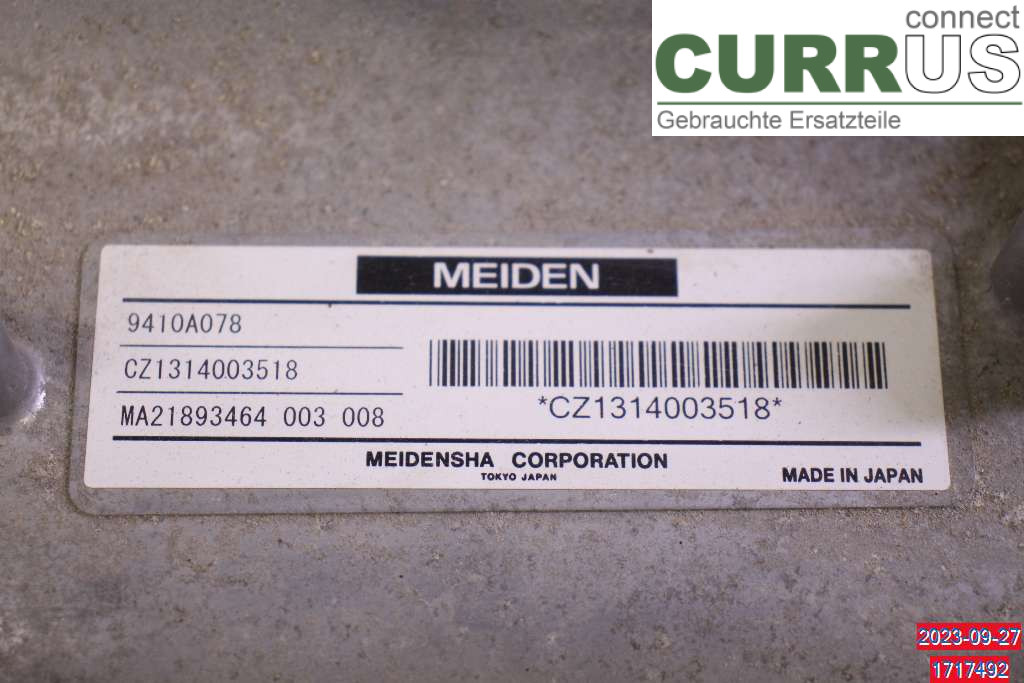 connect
CURRUS
Gebrauchte Ersatzteile
MEIDEN
9410A078
CZ1314003518
MA21893464 003 008
*CZ1314003518*
MEIDENSHA CORPORATION
TOKYO JAPAN
MADE IN JAPAN
2023-09-27
1717492